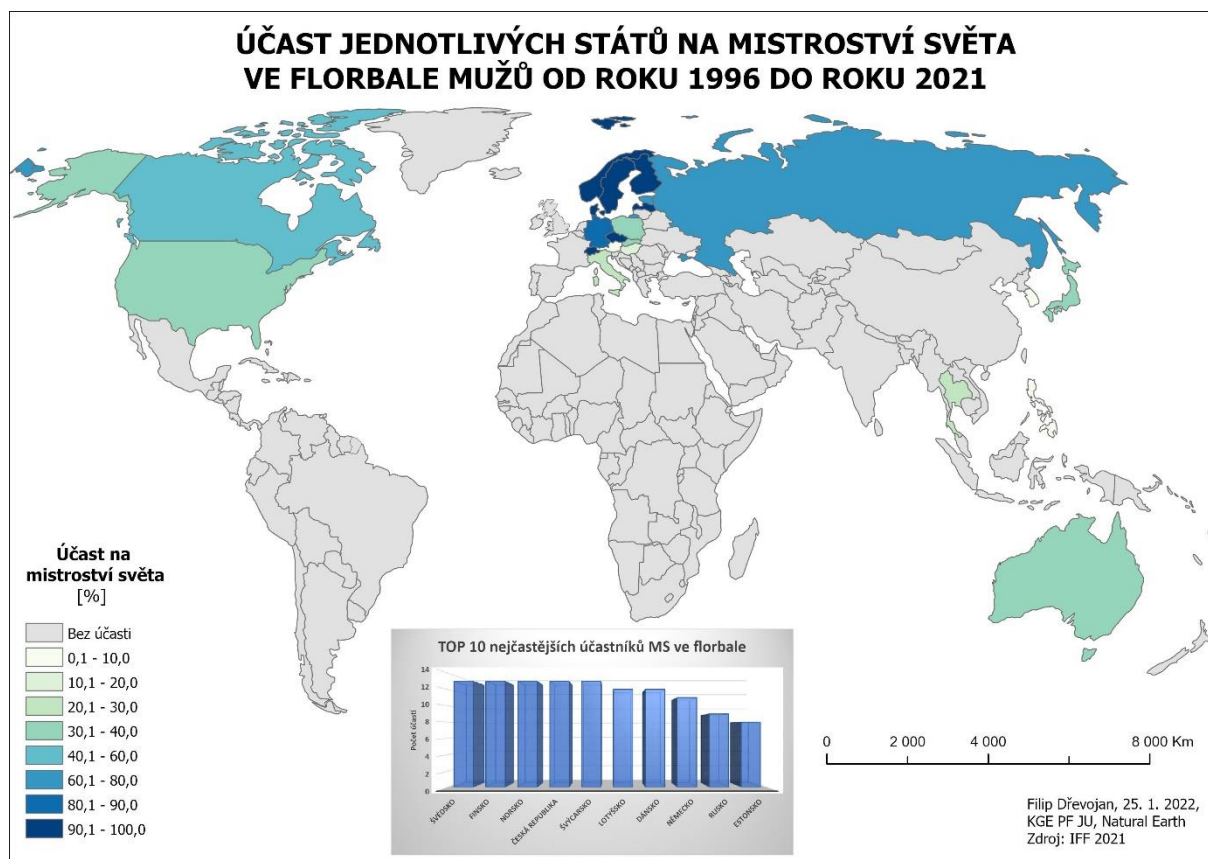 ÚČAST JEDNOTLIVÝCH STÁTŮ NA MISTROSTVÍ SVĚTA
VE FLORBALE MUŽŮ OD ROKU 1996 DO ROKU 2021
Účast na
mistroství světa
[%]
Bez účasti
0,1 - 10,0
10,1 - 20,0
20,1 - 30,0
30,1 - 40,0
40,1 - 60,0
60,1 - 80,0
80,1 - 90,0
90,1 - 100,0
TOP 10 nejčastějších účastníků MS ve florbale
Počet účastí
14
12
10
8
6
4
2
0
ŠVÉDSKO
FINSKO
NORSKO
ČESKÁ REPUBLIKA
ŠVÝCARSKO
LOTYŠSKO
DÁNSKO
NĚMECKO
RUSKO
ESTONSKO
0 2 000 4 000 8 000 Km
Filip Dřevojan, 25. 1. 2022,
KGE PF JU, Natural Earth
Zdroj: IFF 2021